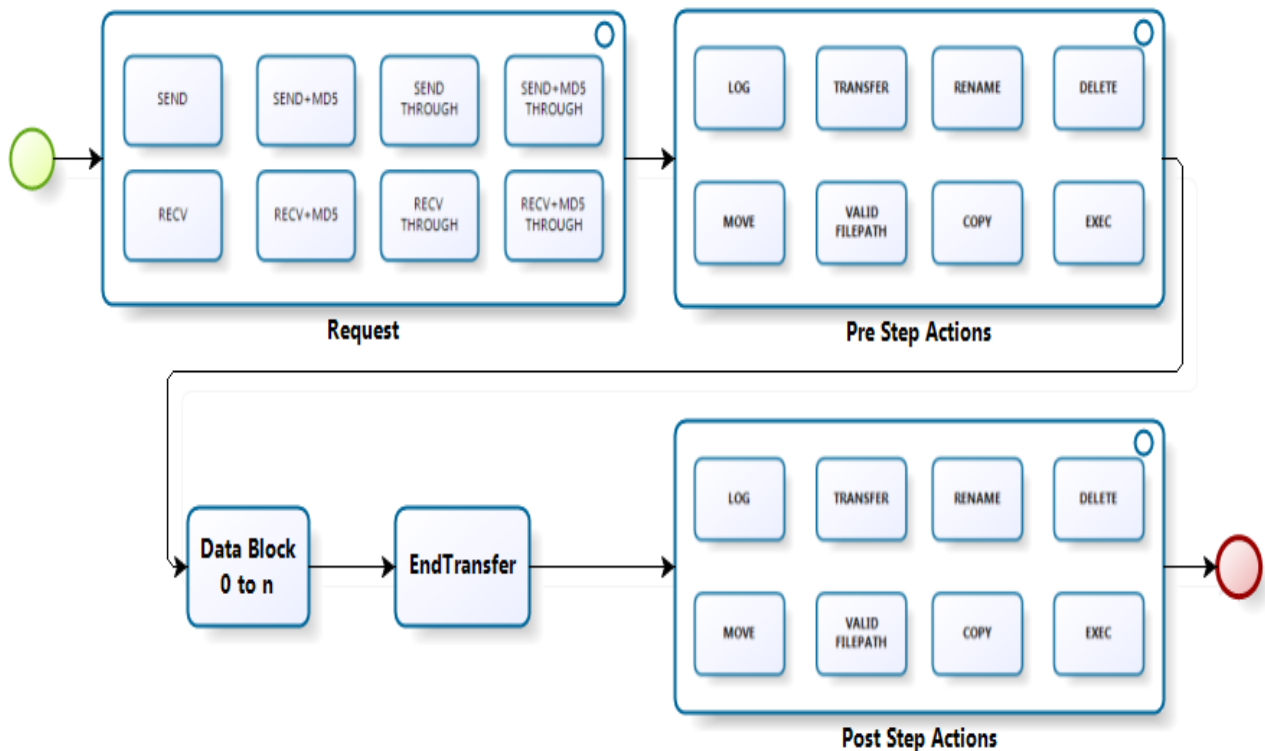 SEND
SEND+MD5
SEND
THROUGH
SEND+MD5
THROUGH
RECV
RECV+MD5
RECV
THROUGH
RECV+MD5
THROUGH
Request
LOG
TRANSFER
RENAME
DELETE
MOVE
VALID
FILEPATH
COPY
EXEC
Pre Step Actions
Data Block
0 to n
EndTransfer
LOG
TRANSFER
RENAME
DELETE
MOVE
VALID
FILEPATH
COPY
EXEC
Post Step Actions